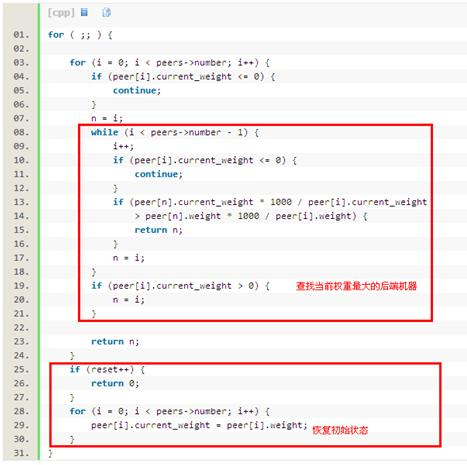 [cpp]
01. for ( ;; ) {
02.
03.     for (i = 0; i < peers->number; i++) {
04.         if (peer[i].current_weight <= 0) {
05.             continue;
06.         }
07.         n = i;
08.         while (i < peers->number - 1) {
09.             i++;
10.             if (peer[i].current_weight <= 0) {
11.                 continue;
12.             }
13.             if (peer[n].current_weight * 1000 / peer[i].current_weight
14.                 > peer[n].weight * 1000 / peer[i].weight) {
15.                 return n;
16.             }
17.             n = i;
18.         }
19.         if (peer[i].current_weight > 0) { 查找当前权重最大的后端机器
20.             n = i;
21.         }
22.
23.         return n;
24.     }
25.     if (reset++) {
26.         return 0;
27.     }
28.     for (i = 0; i < peers->number; i++) {
29.         peer[i].current_weight = peer[i].weight; 恢复初始状态
30.     }
31. }